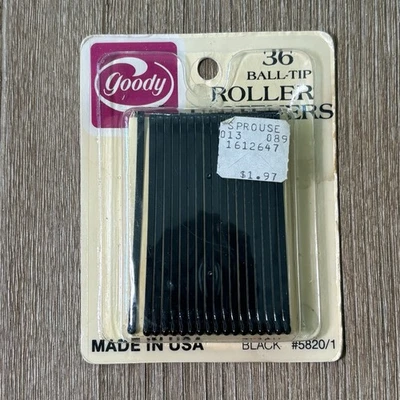 goody
36
BALL-TIP
ROLLER
SPROUSE
013 089
1612647
$1.97
MADE IN USA
BLACK #5820/1